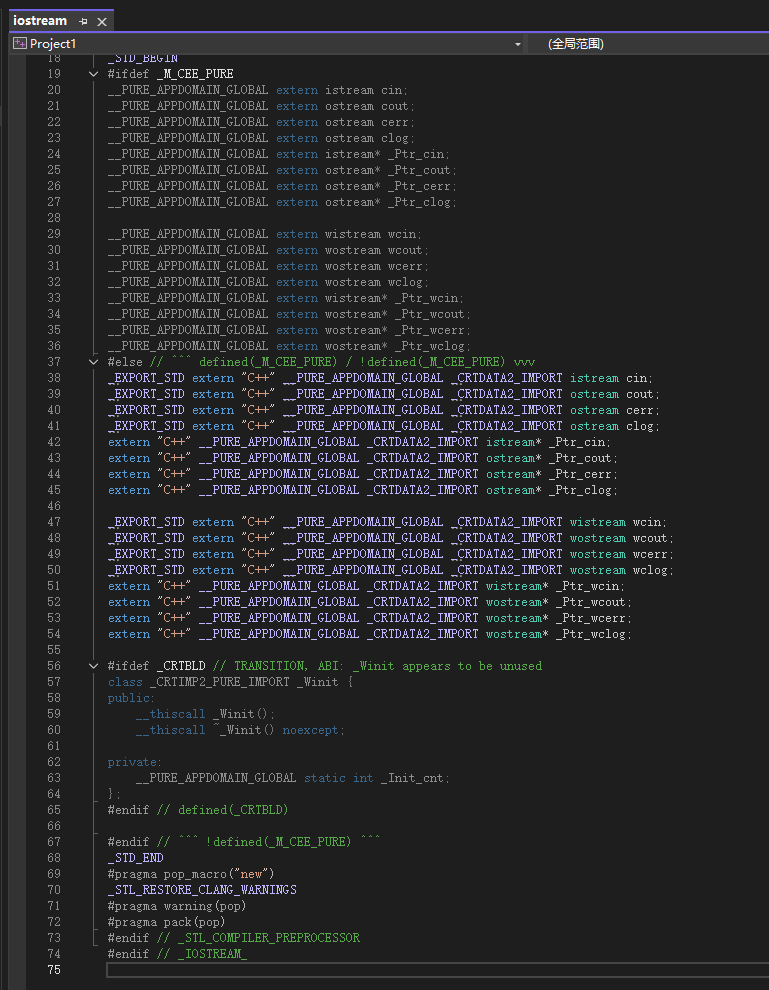 iostream
Project1
(全局范围)
18 _STD_BEGIN
19 #ifdef _M_CEE_PURE
20 __PURE_APPDOMAIN_GLOBAL extern istream cin;
21 __PURE_APPDOMAIN_GLOBAL extern ostream cout;
22 __PURE_APPDOMAIN_GLOBAL extern ostream cerr;
23 __PURE_APPDOMAIN_GLOBAL extern ostream clog;
24 __PURE_APPDOMAIN_GLOBAL extern istream* _Ptr_cin;
25 __PURE_APPDOMAIN_GLOBAL extern ostream* _Ptr_cout;
26 __PURE_APPDOMAIN_GLOBAL extern ostream* _Ptr_cerr;
27 __PURE_APPDOMAIN_GLOBAL extern ostream* _Ptr_clog;
28
29 __PURE_APPDOMAIN_GLOBAL extern wistream wcin;
30 __PURE_APPDOMAIN_GLOBAL extern wostream wcout;
31 __PURE_APPDOMAIN_GLOBAL extern wostream wcerr;
32 __PURE_APPDOMAIN_GLOBAL extern wostream wclog;
33 __PURE_APPDOMAIN_GLOBAL extern wistream* _Ptr_wcin;
34 __PURE_APPDOMAIN_GLOBAL extern wostream* _Ptr_wcout;
35 __PURE_APPDOMAIN_GLOBAL extern wostream* _Ptr_wcerr;
36 __PURE_APPDOMAIN_GLOBAL extern wostream* _Ptr_wclog;
37 #else // ^^^ defined(_M_CEE_PURE) / !defined(_M_CEE_PURE) vvv
38 _EXPORT_STD extern "C++" __PURE_APPDOMAIN_GLOBAL _CRTDATA2_IMPORT istream cin;
39 _EXPORT_STD extern "C++" __PURE_APPDOMAIN_GLOBAL _CRTDATA2_IMPORT ostream cout;
40 _EXPORT_STD extern "C++" __PURE_APPDOMAIN_GLOBAL _CRTDATA2_IMPORT ostream cerr;
41 _EXPORT_STD extern "C++" __PURE_APPDOMAIN_GLOBAL _CRTDATA2_IMPORT ostream clog;
42 extern "C++" __PURE_APPDOMAIN_GLOBAL _CRTDATA2_IMPORT istream* _Ptr_cin;
43 extern "C++" __PURE_APPDOMAIN_GLOBAL _CRTDATA2_IMPORT ostream* _Ptr_cout;
44 extern "C++" __PURE_APPDOMAIN_GLOBAL _CRTDATA2_IMPORT ostream* _Ptr_cerr;
45 extern "C++" __PURE_APPDOMAIN_GLOBAL _CRTDATA2_IMPORT ostream* _Ptr_clog;
46
47 _EXPORT_STD extern "C++" __PURE_APPDOMAIN_GLOBAL _CRTDATA2_IMPORT wistream wcin;
48 _EXPORT_STD extern "C++" __PURE_APPDOMAIN_GLOBAL _CRTDATA2_IMPORT wostream wcout;
49 _EXPORT_STD extern "C++" __PURE_APPDOMAIN_GLOBAL _CRTDATA2_IMPORT wostream wcerr;
50 _EXPORT_STD extern "C++" __PURE_APPDOMAIN_GLOBAL _CRTDATA2_IMPORT wostream wclog;
51 extern "C++" __PURE_APPDOMAIN_GLOBAL _CRTDATA2_IMPORT wistream* _Ptr_wcin;
52 extern "C++" __PURE_APPDOMAIN_GLOBAL _CRTDATA2_IMPORT wostream* _Ptr_wcout;
53 extern "C++" __PURE_APPDOMAIN_GLOBAL _CRTDATA2_IMPORT wostream* _Ptr_wcerr;
54 extern "C++" __PURE_APPDOMAIN_GLOBAL _CRTDATA2_IMPORT wostream* _Ptr_wclog;
55
56 #ifdef _CRTBLD // TRANSITION, ABI: _Winit appears to be unused
57 class _CRTIMP2_PURE_IMPORT _Winit {
58 public:
59     __thiscall _Winit();
60     __thiscall ~_Winit() noexcept;
61
62 private:
63     __PURE_APPDOMAIN_GLOBAL static int _Init_cnt;
64 };
65 #endif // defined(_CRTBLD)
66
67 #endif // ^^^ !defined(_M_CEE_PURE) ^^^
68 _STD_END
69 #pragma pop_macro("new")
70 _STL_RESTORE_CLANG_WARNINGS
71 #pragma warning(pop)
72 #pragma pack(pop)
73 #endif // _STL_COMPILER_PREPROCESSOR
74 #endif // _IOSTREAM_
75